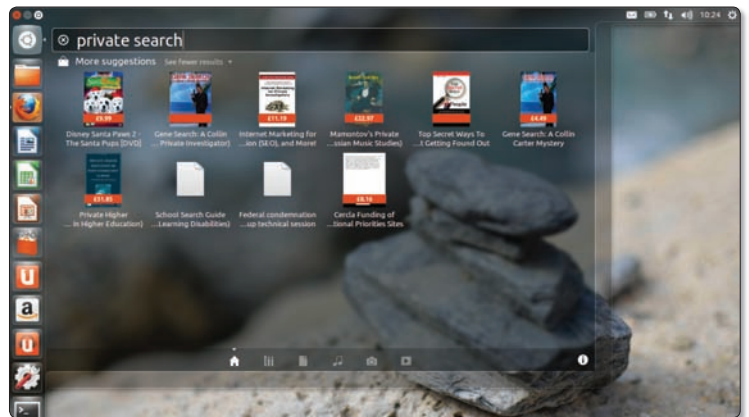 10:24
private search
More suggestions See fewer results
£9.99 £11.19 £32.97 £4.49
Disney Santa Paws 2 - Gene Search: A Collin Internet Marketing for Mamontov's Private Top Secret Ways To Gene Search: A Collin
The Santa Pups [DVD] ... Private Investigator) ...ion (SEO), and More! ...ssian Music Studies) ...t Getting Found Out Carter Mystery
£31.85 £8.16
Private Higher School Search Guide Federal condemnation Cercla Funding of
... in Higher Education) ...Learning Disabilities) ...up technical session ...tional Priorities Sites
a